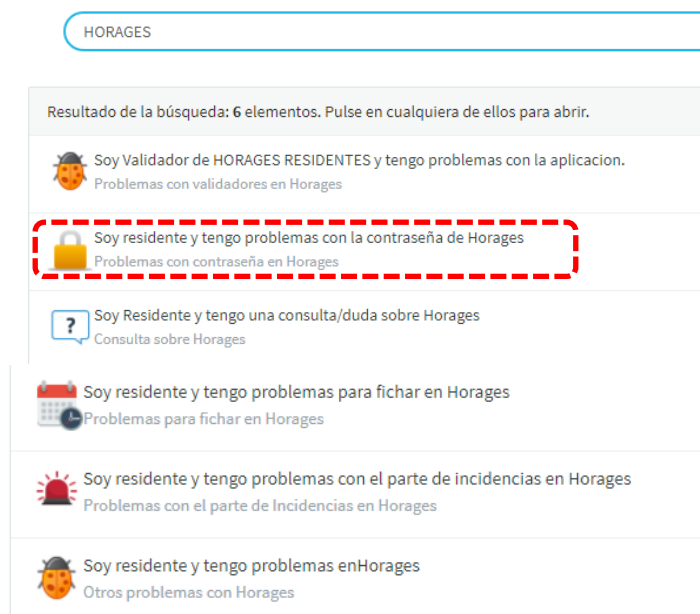 HORAGES
Resultado de la búsqueda: 6 elementos. Pulse en cualquiera de ellos para abrir.
Soy Validador de HORAGES RESIDENTES y tengo problemas con la aplicacion.
Problemas con validadores en Horages
Soy residente y tengo problemas con la contraseña de Horages
Problemas con contraseña en Horages
?
Soy Residente y tengo una consulta/duda sobre Horages
Consulta sobre Horages
Soy residente y tengo problemas para fichar en Horages
Problemas para fichar en Horages
Soy residente y tengo problemas con el parte de incidencias en Horages
Problemas con el parte de Incidencias en Horages
Soy residente y tengo problemas enHorages
Otros problemas con Horages